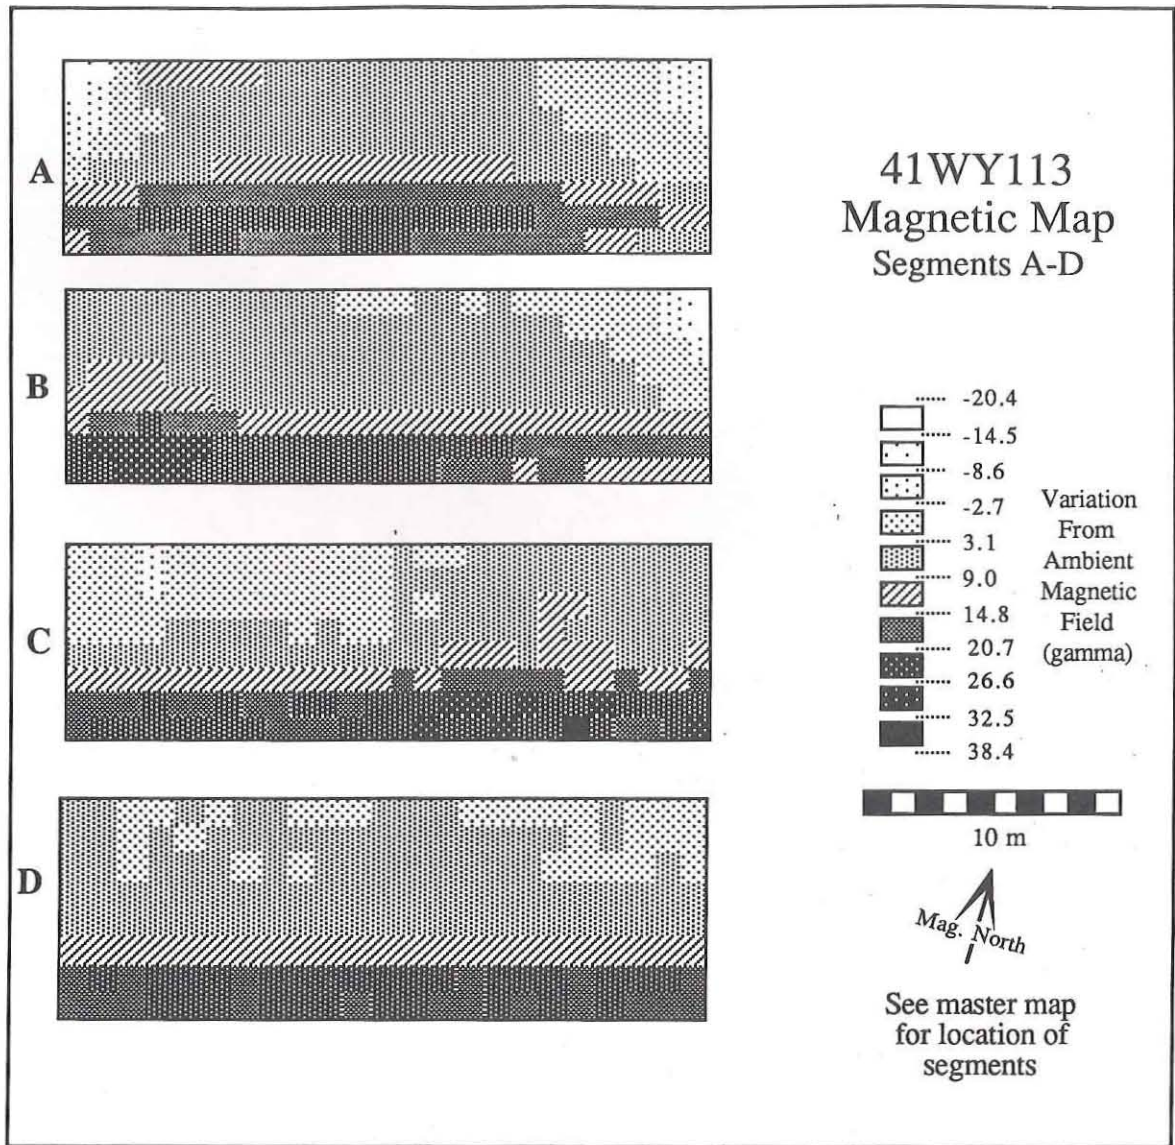 41WY113
Magnetic Map
Segments A-D
A
B
C
D
-20.4
-14.5
-8.6
-2.7
3.1
9.0
14.8
20.7
26.6
32.5
38.4
Variation
From
Ambient
Magnetic
Field
(gamma)
10 m
Mag. North
See master map
for location of
segments